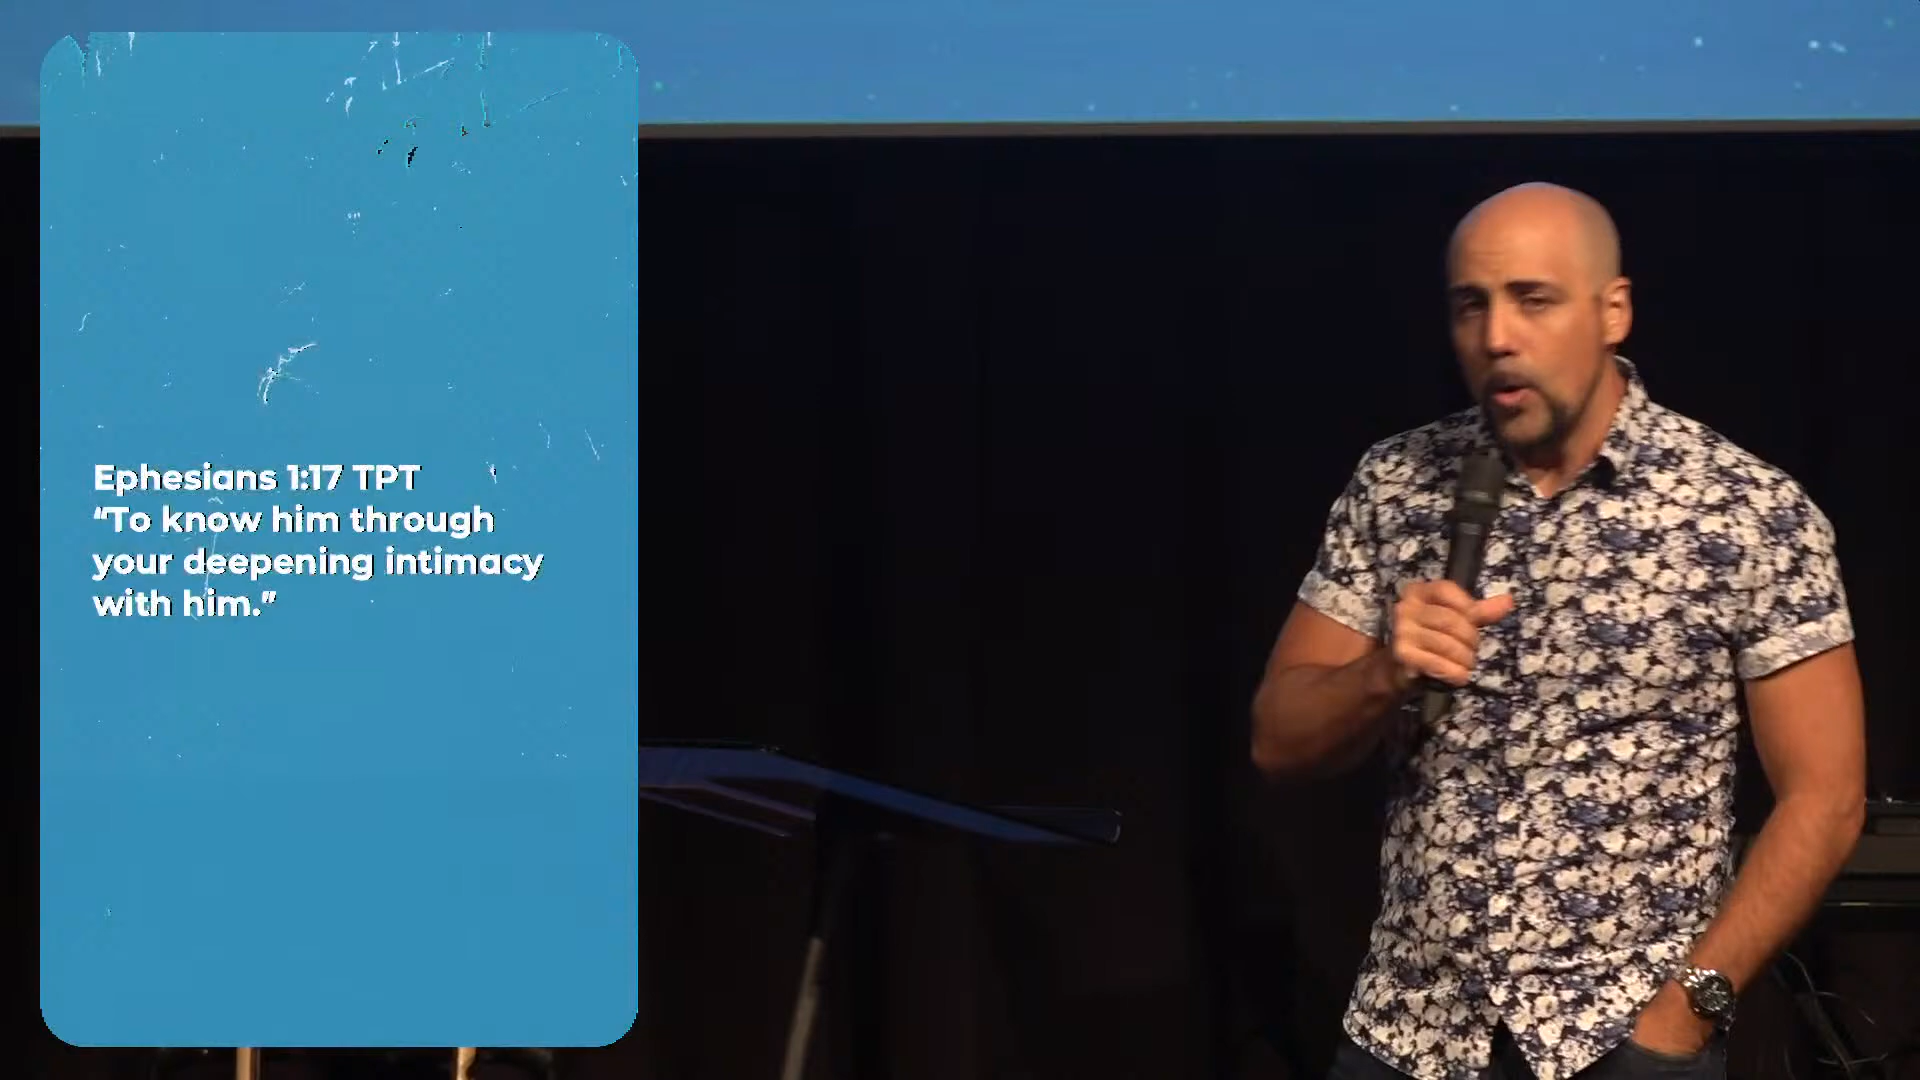 Ephesians 1:17 TPT
“To know him through
your deepening intimacy
with him.”